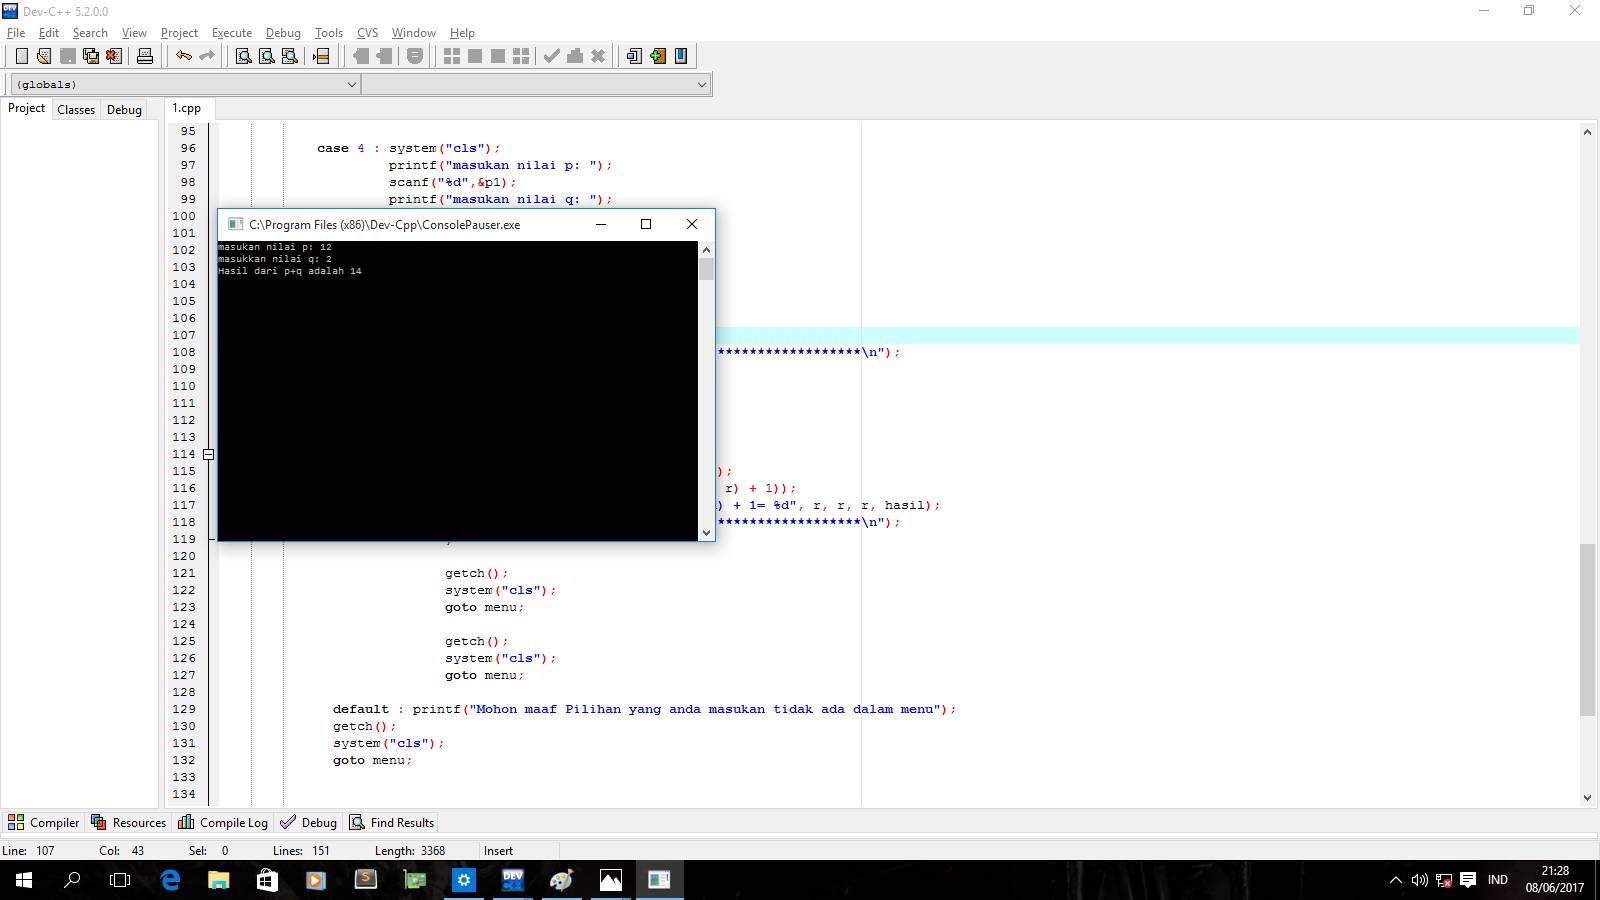 Dev-C++ 5.2.0.0
File Edit Search View Project Execute Debug Tools CVS Window Help
(globals)
Project Classes Debug 1.cpp
95
96 case 4 : system("cls");
97 printf("masukan nilai p: ");
98 scanf("%d",&p1);
99 printf("masukan nilai q: ");
100
101
102
103
104
105
106
107
108 ******************\n");
109
110
111
112
113
114
115 );
116 r) + 1));
117 ) + 1= %d", r, r, r, hasil);
118 ******************\n");
119
120
121 getch();
122 system("cls");
123 goto menu;
124
125 getch();
126 system("cls");
127 goto menu;
128
129 default : printf("Mohon maaf Pilihan yang anda masukan tidak ada dalam menu");
130 getch();
131 system("cls");
132 goto menu;
133
134
C:\Program Files (x86)\Dev-Cpp\ConsolePauser.exe
masukan nilai p: 12
masukkan nilai q: 2
Hasil dari p+q adalah 14
Compiler Resources Compile Log Debug Find Results
Line: 107 Col: 43 Sel: 0 Lines: 151 Length: 3368 Insert
DEV
IND
21:28
08/06/2017